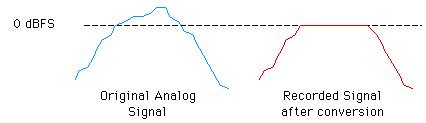 0 dBFS
Original Analog
Signal
Recorded Signal
after conversion